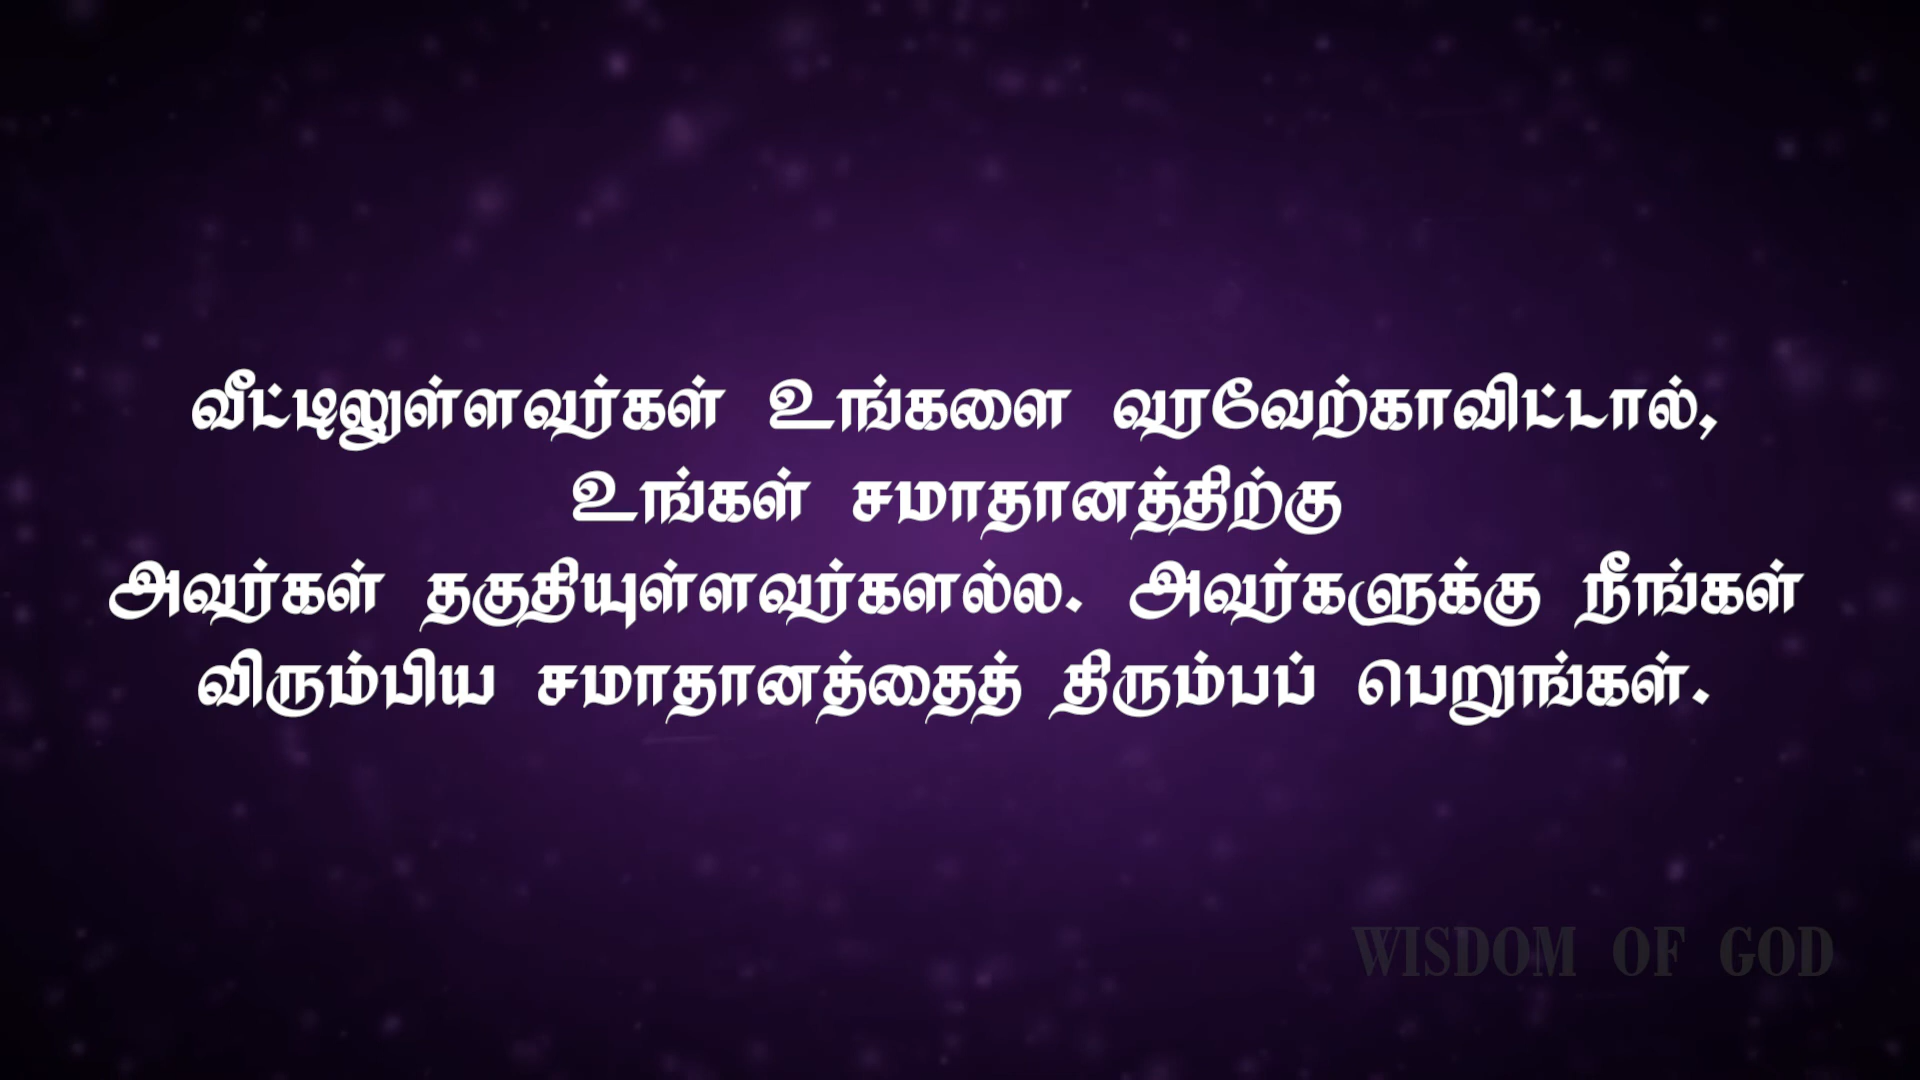 வீட்டிலுள்ளவர்கள் உங்களை வரவேற்காவிட்டால்,
உங்கள் சமாதானத்திற்கு
அவர்கள் தகுதியுள்ளவர்களல்ல. அவர்களுக்கு நீங்கள்
விரும்பிய சமாதானத்தைத் திரும்பப் பெறுங்கள்.
WISDOM OF GOD